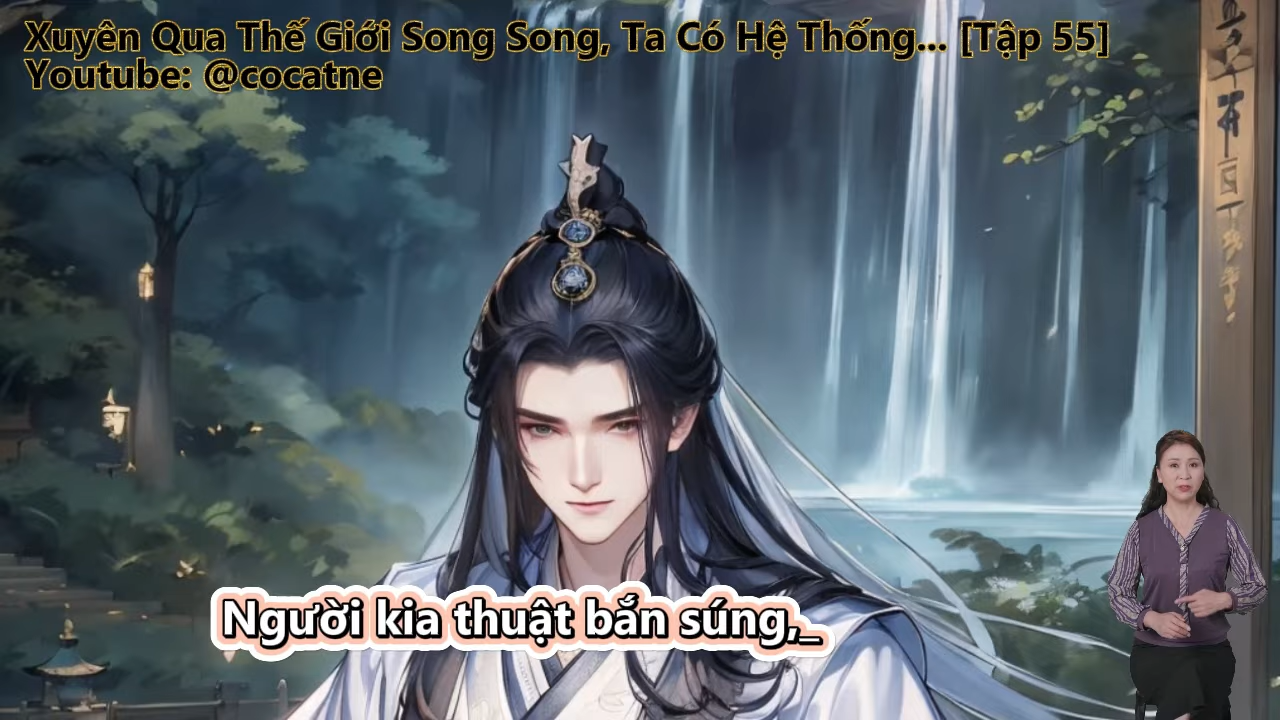 Xuyên Qua Thế Giới Song Song, Ta Có Hệ Thống... [Tập 55]
Youtube: @cocatne
Người kia thuật bắn súng,_